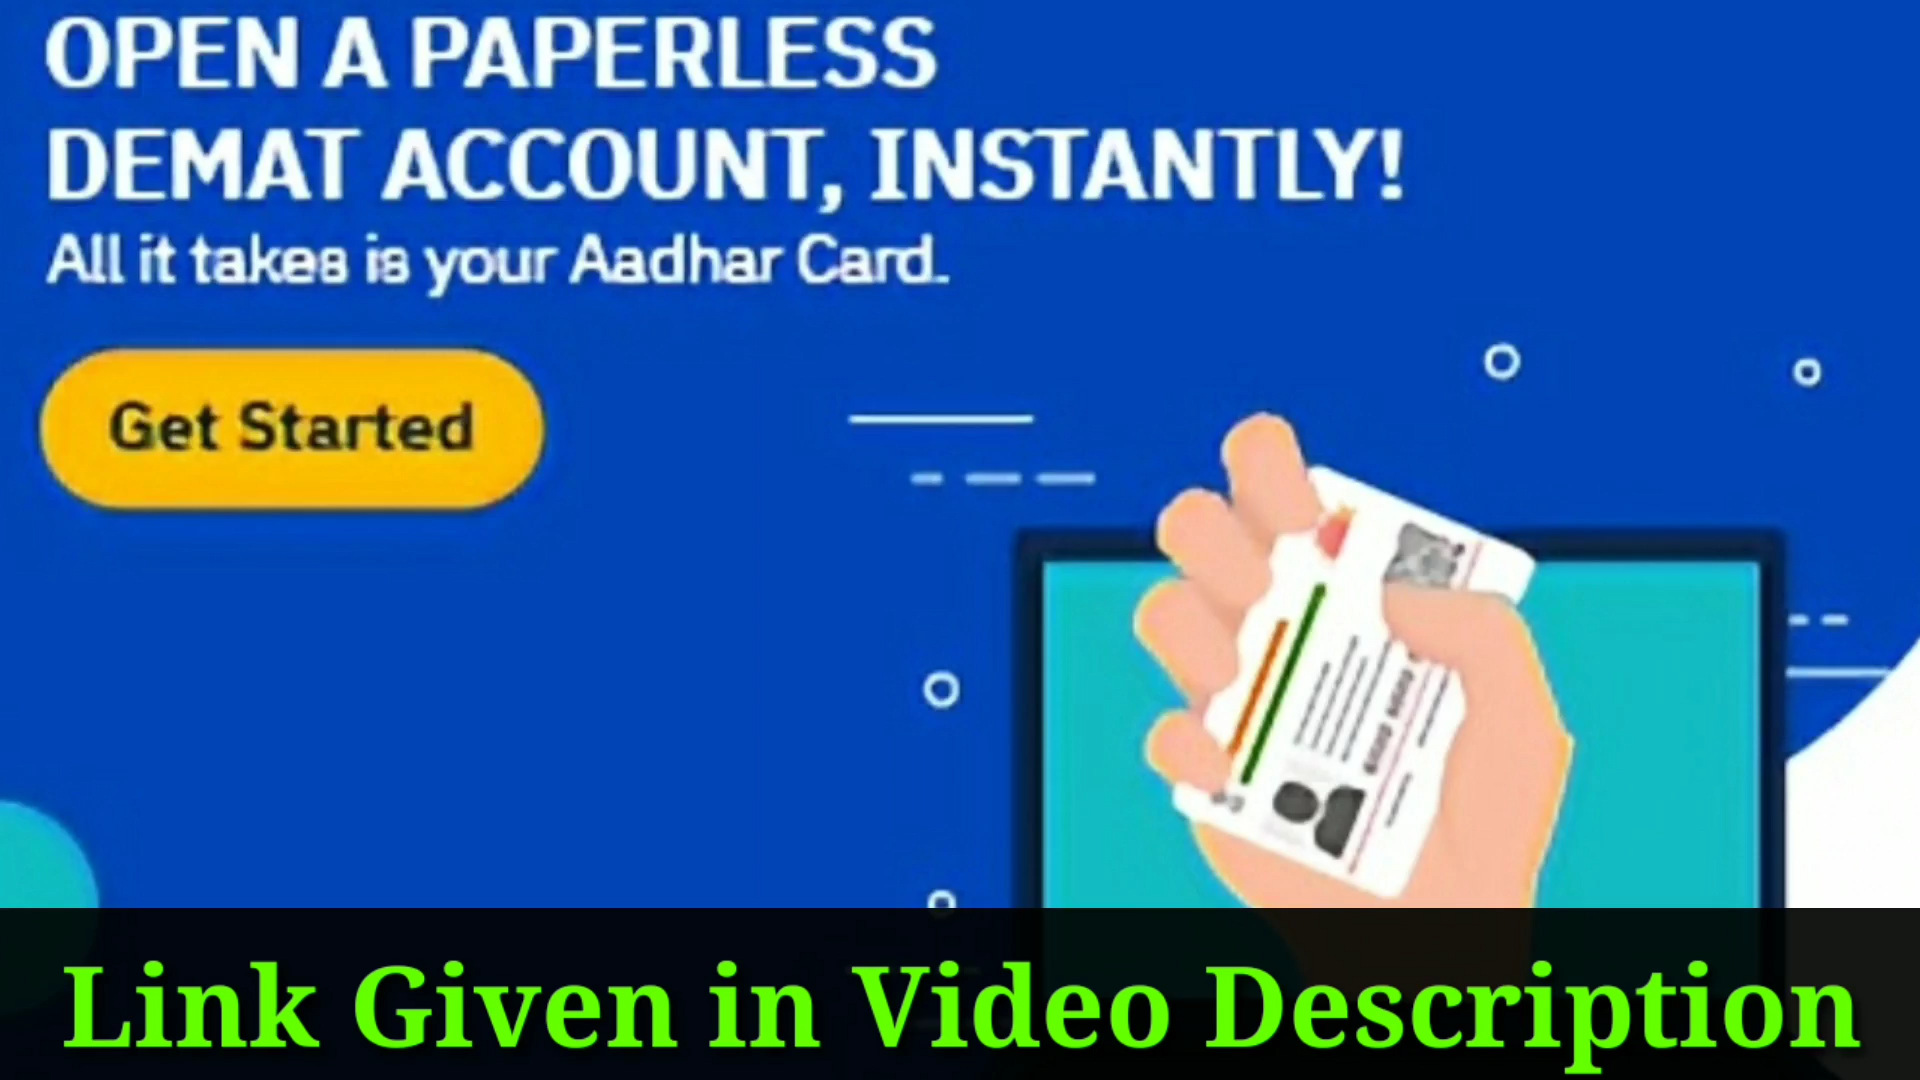 OPEN A PAPERLESS
DEMAT ACCOUNT, INSTANTLY!
All it takes is your Aadhar Card.
Get Started
Link Given in Video Description